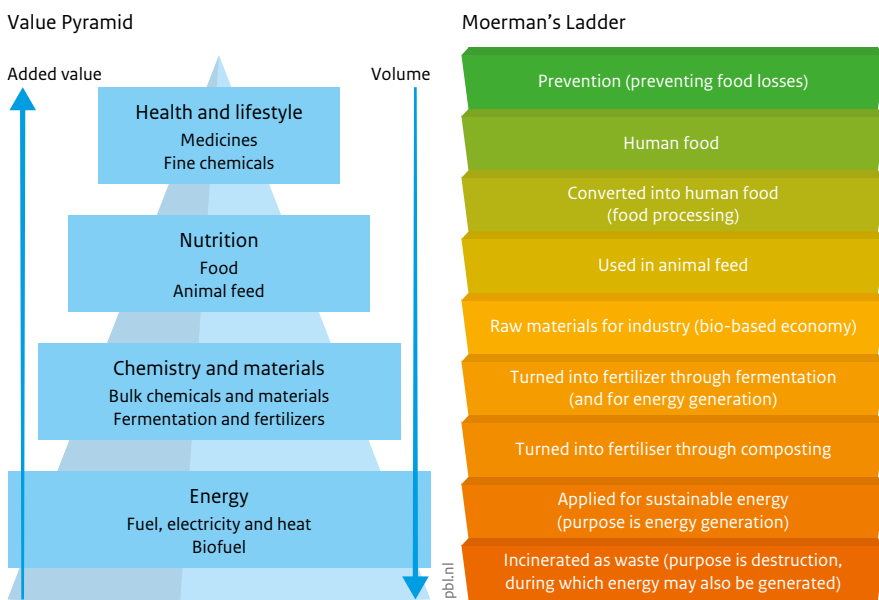 Value Pyramid
Added value
Volume
Health and lifestyle
Medicines
Fine chemicals
Nutrition
Food
Animal feed
Chemistry and materials
Bulk chemicals and materials
Fermentation and fertilizers
Energy
Fuel, electricity and heat
Biofuel
pbl.nl
Moerman's Ladder
Prevention (preventing food losses)
Human food
Converted into human food
(food processing)
Used in animal feed
Raw materials for industry (bio-based economy)
Turned into fertilizer through fermentation
(and for energy generation)
Turned into fertiliser through composting
Applied for sustainable energy
(purpose is energy generation)
Incinerated as waste (purpose is destruction,
during which energy may also be generated)